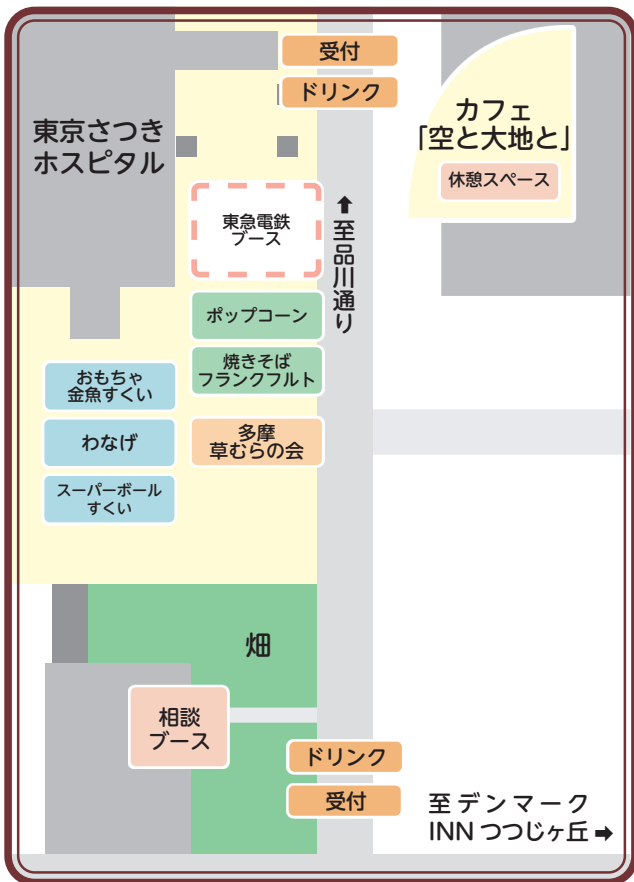 受付
ドリンク
東京さつき
ホスピタル
カフェ
「空と大地と」
休憩スペース
東急電鉄
ブース
↑至品川通り
ポップコーン
焼きそば
フランクフルト
おもちゃ
金魚すくい
多摩
草むらの会
わなげ
スーパーボール
すくい
畑
相談
ブース
ドリンク
受付
至デンマーク
INN つつじヶ丘➡